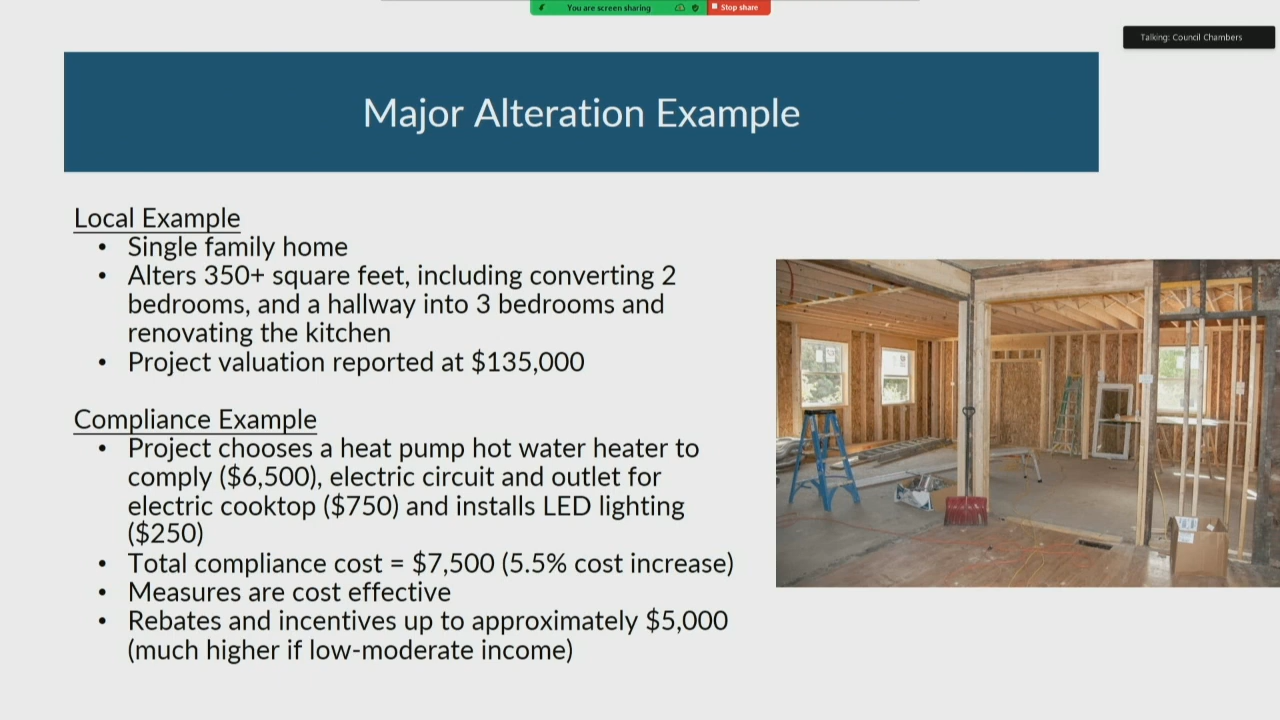 You are screen sharing
Stop share
Talking: Council Chambers
Major Alteration Example
Local Example
• Single family home
• Alters 350+ square feet, including converting 2
bedrooms, and a hallway into 3 bedrooms and
renovating the kitchen
• Project valuation reported at $135,000
Compliance Example
• Project chooses a heat pump hot water heater to
comply ($6,500), electric circuit and outlet for
electric cooktop ($750) and installs LED lighting
($250)
• Total compliance cost = $7,500 (5.5% cost increase)
• Measures are cost effective
• Rebates and incentives up to approximately $5,000
(much higher if low-moderate income)